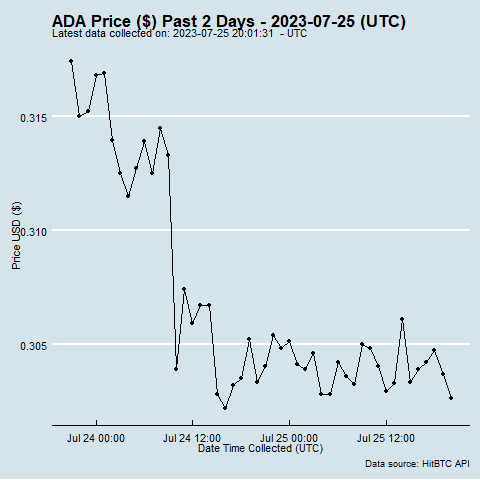 ADA Price ($) Past 2 Days - 2023-07-25 (UTC)
Latest data collected on: 2023-07-25 20:01:31 - UTC
0.315
0.310
0.305
Price USD ($)
Jul 24 00:00 Jul 24 12:00 Jul 25 00:00 Jul 25 12:00
Date Time Collected (UTC)
Data source: HitBTC API